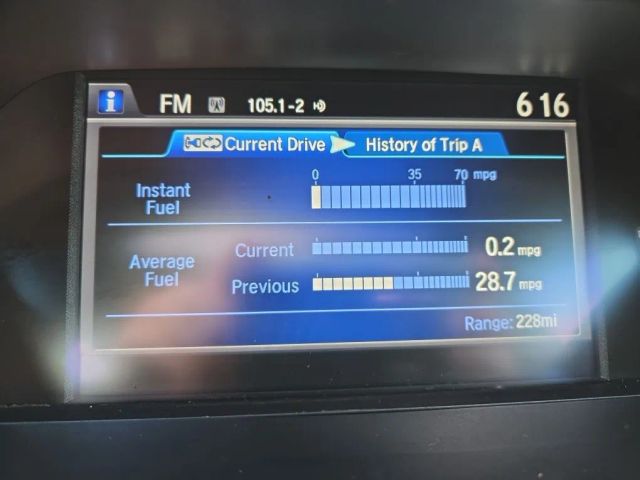 i FM 105.1-2 6 16
Current Drive History of Trip A
0 35 70 mpg
Instant
Fuel
Average
Fuel
Current 0.2 mpg
Previous 28.7 mpg
Range: 228mi